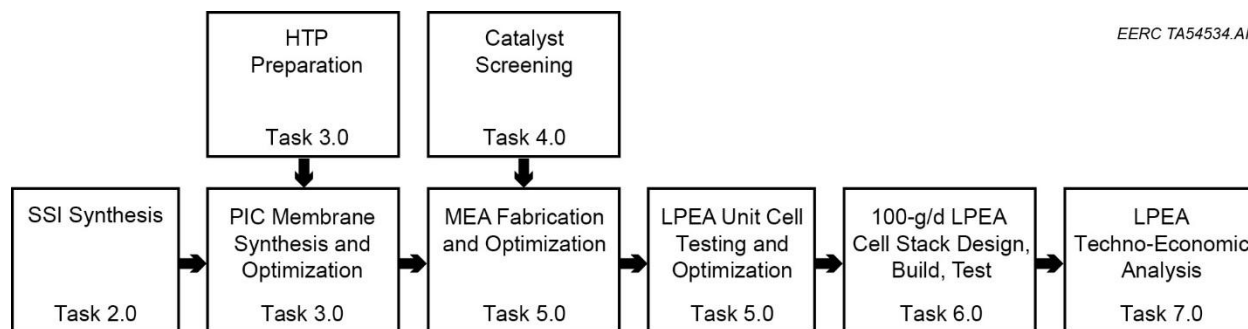 HTP
Preparation
Task 3.0
Catalyst
Screening
Task 4.0
EERC TA54534.AI
SSI Synthesis
Task 2.0
PIC Membrane
Synthesis and
Optimization
Task 3.0
MEA Fabrication
and Optimization
Task 5.0
LPEA Unit Cell
Testing and
Optimization
Task 5.0
100-g/d LPEA
Cell Stack Design,
Build, Test
Task 6.0
LPEA
Techno-Economic
Analysis
Task 7.0